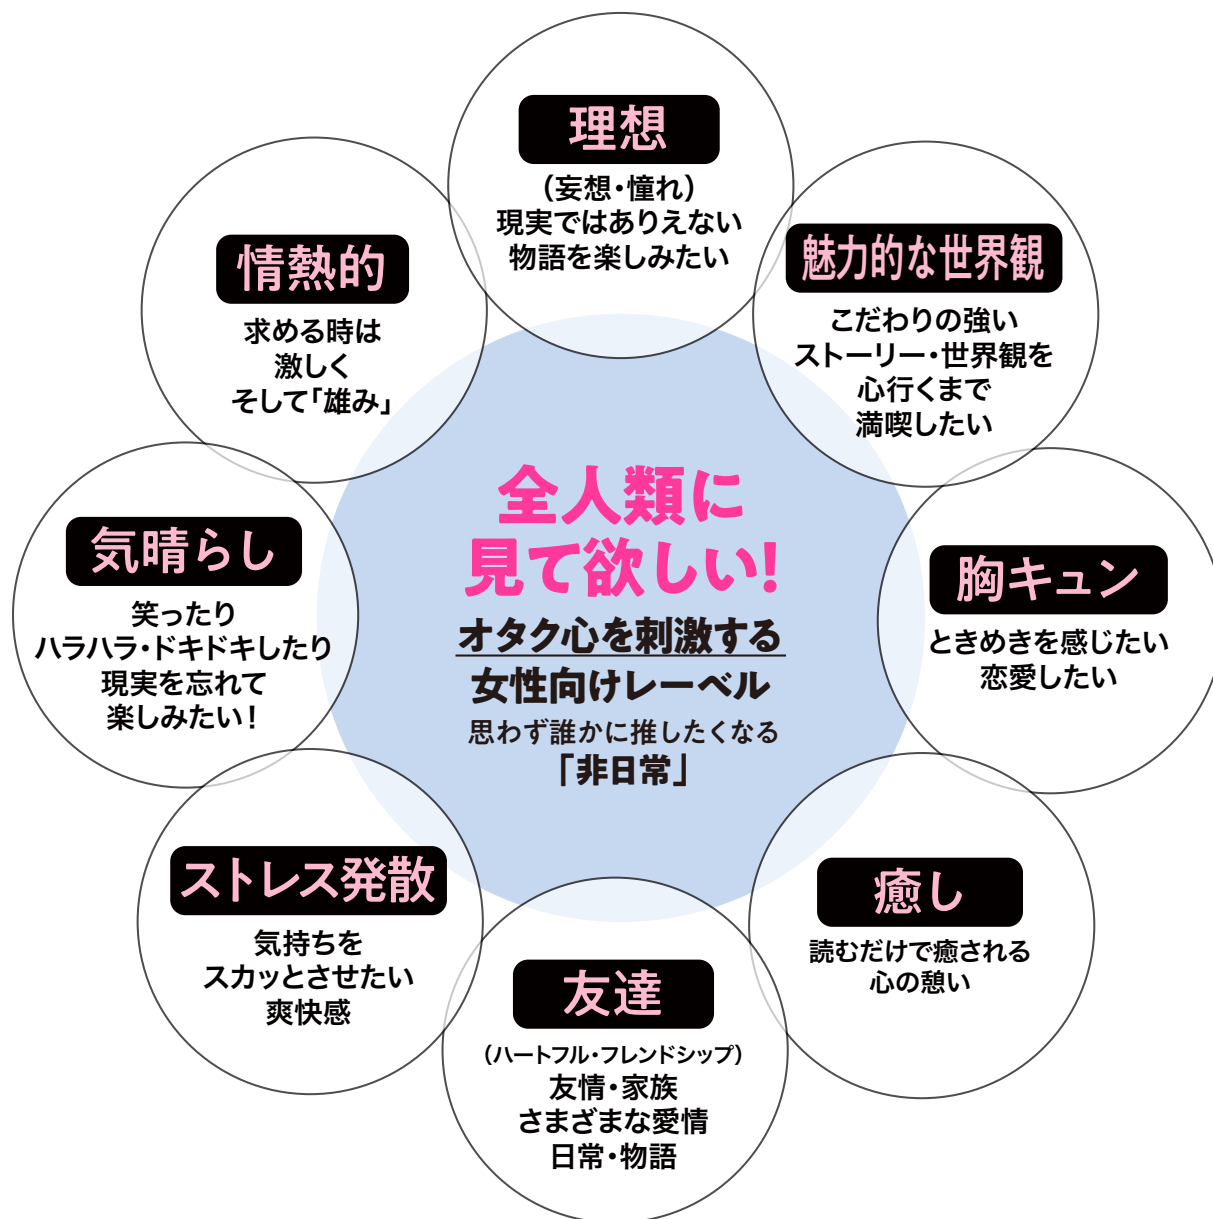 理想
（妄想・憧れ）
現実ではありえない
物語を楽しみたい
魅力的な世界観
こだわりの強い
ストーリー・世界観を
心行くまで
満喫したい
胸キュン
ときめきを感じたい
恋愛したい
癒し
読むだけで癒される
心の憩い
友達
（ハートフル・フレンドシップ）
友情・家族
さまざまな愛情
日常・物語
ストレス発散
気持ちを
スカッとさせたい
爽快感
気晴らし
笑ったり
ハラハラ・ドキドキしたり
現実を忘れて
楽しみたい！
情熱的
求める時は
激しく
そして「雄み」
全人類に
見て欲しい!
オタク心を刺激する
女性向けレーベル
思わず誰かに推したくなる
「非日常」